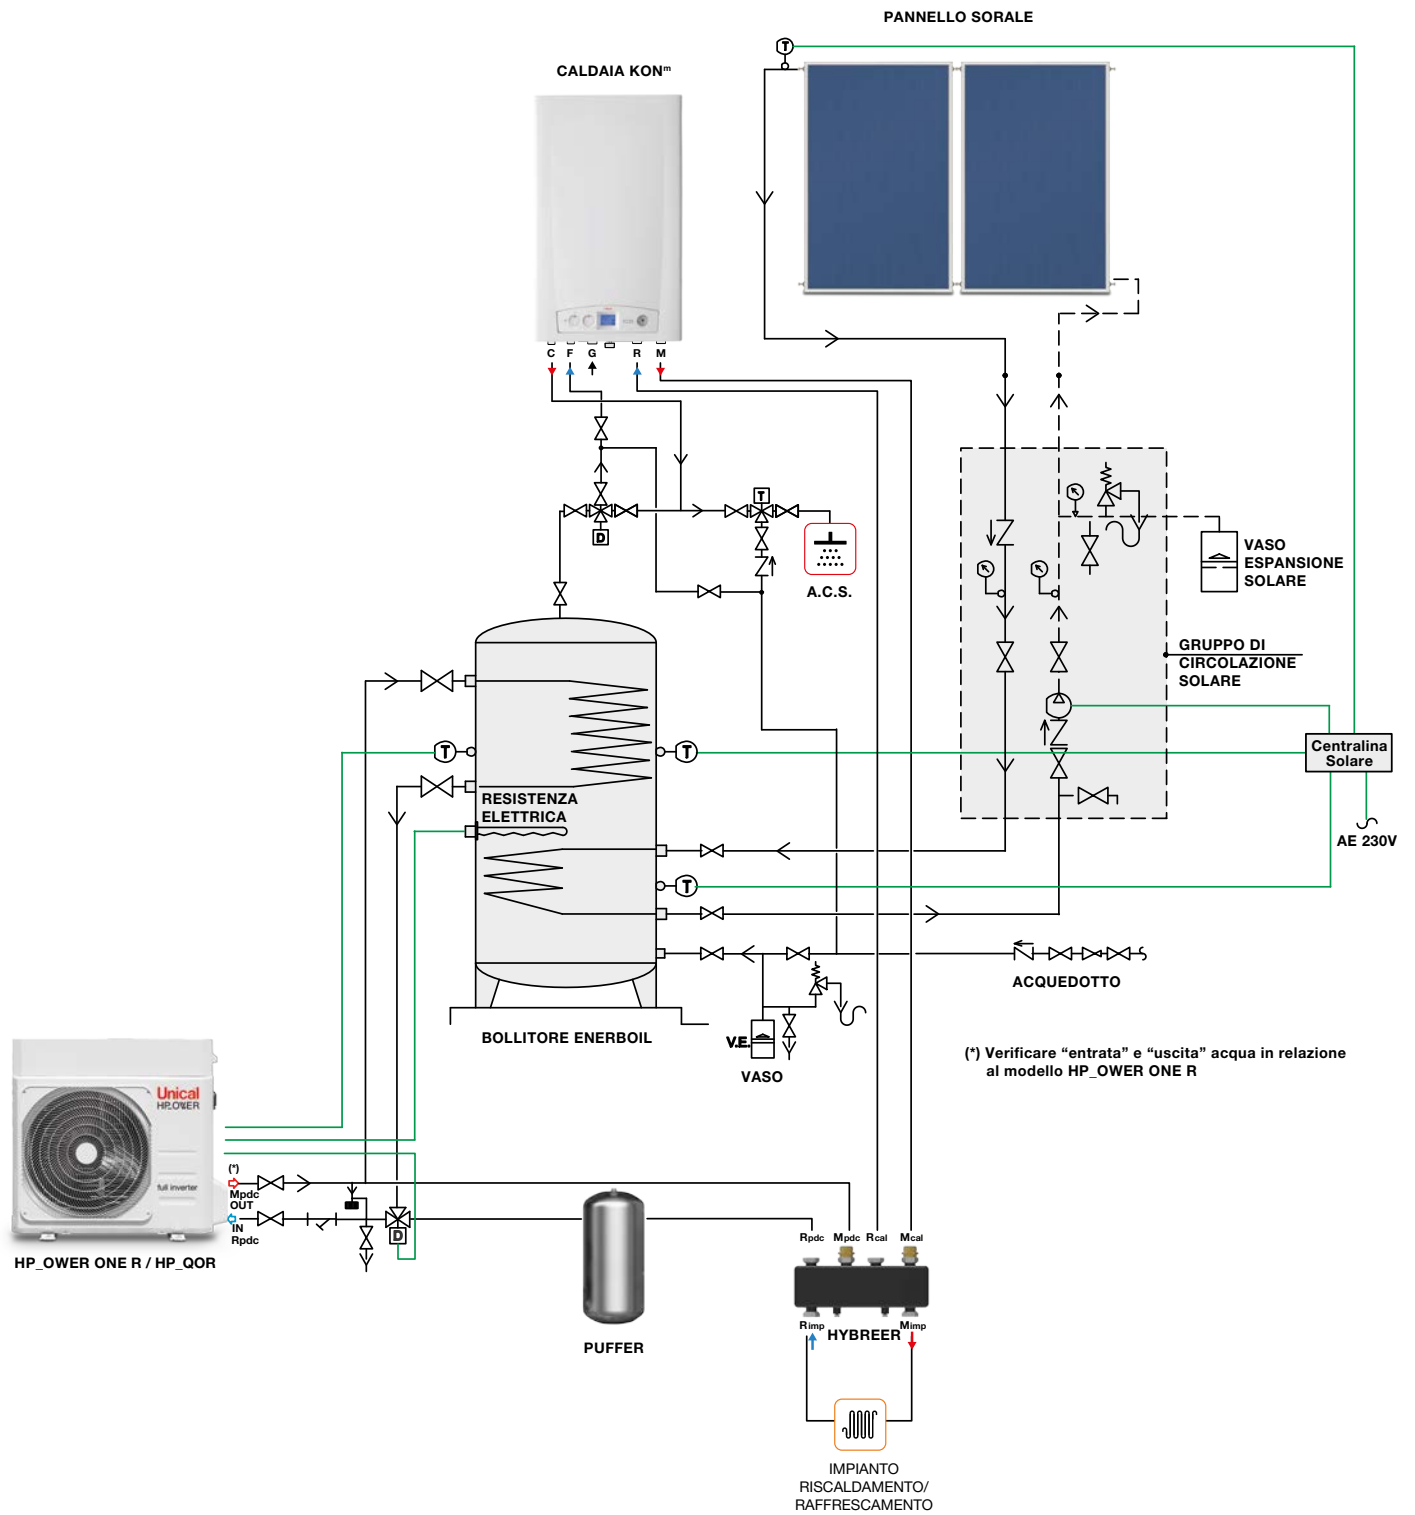 PANNELLO SORALE
T
CALDAIA KONᵐ
C F G R M
T
D
A.C.S.
VASO
ESPANSIONE
SOLARE
GRUPPO DI
CIRCOLAZIONE
SOLARE
T
T
Centralina
Solare
RESISTENZA
ELETTRICA
AE 230V
T
ACQUEDOTTO
BOLLITORE ENERBOIL
V.E.
VASO
(*) Verificare “entrata” e “uscita” acqua in relazione
al modello HP_OWER ONE R
Unical
HP_OWER
full inverter
(*)
Mpdc
OUT
IN
Rpdc
D
HP_OWER ONE R / HP_QOR
Rpdc Mpdc Rcal Mcal
Rimp HYBREER Mimp
PUFFER
IMPIANTO
RISCALDAMENTO/
RAFFRESCAMENTO